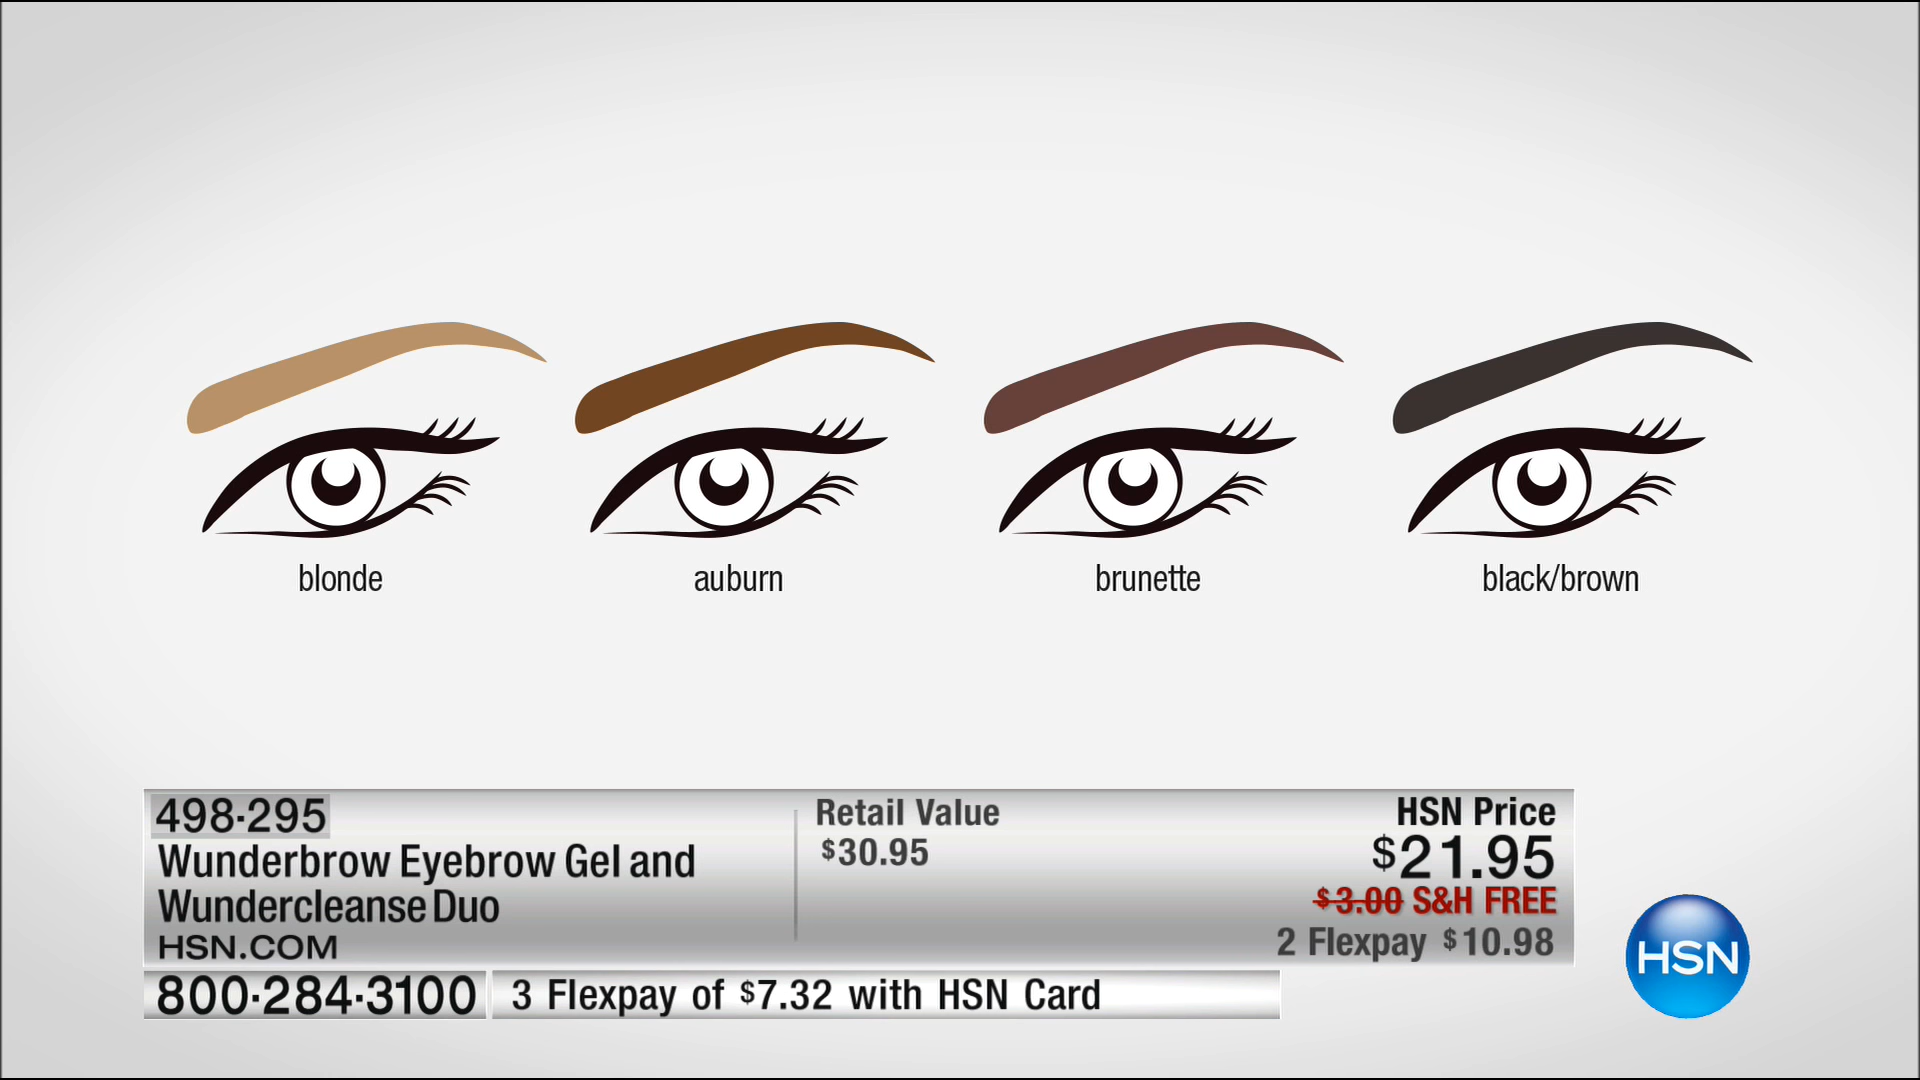 blonde
auburn
brunette
black/brown
498·295
Wunderbrow Eyebrow Gel and
Wundercleanse Duo
HSN.COM
Retail Value
$30.95
HSN Price
$21.95
$3.00 S&H FREE
2 Flexpay $10.98
800·284·3100
3 Flexpay of $7.32 with HSN Card
HSN